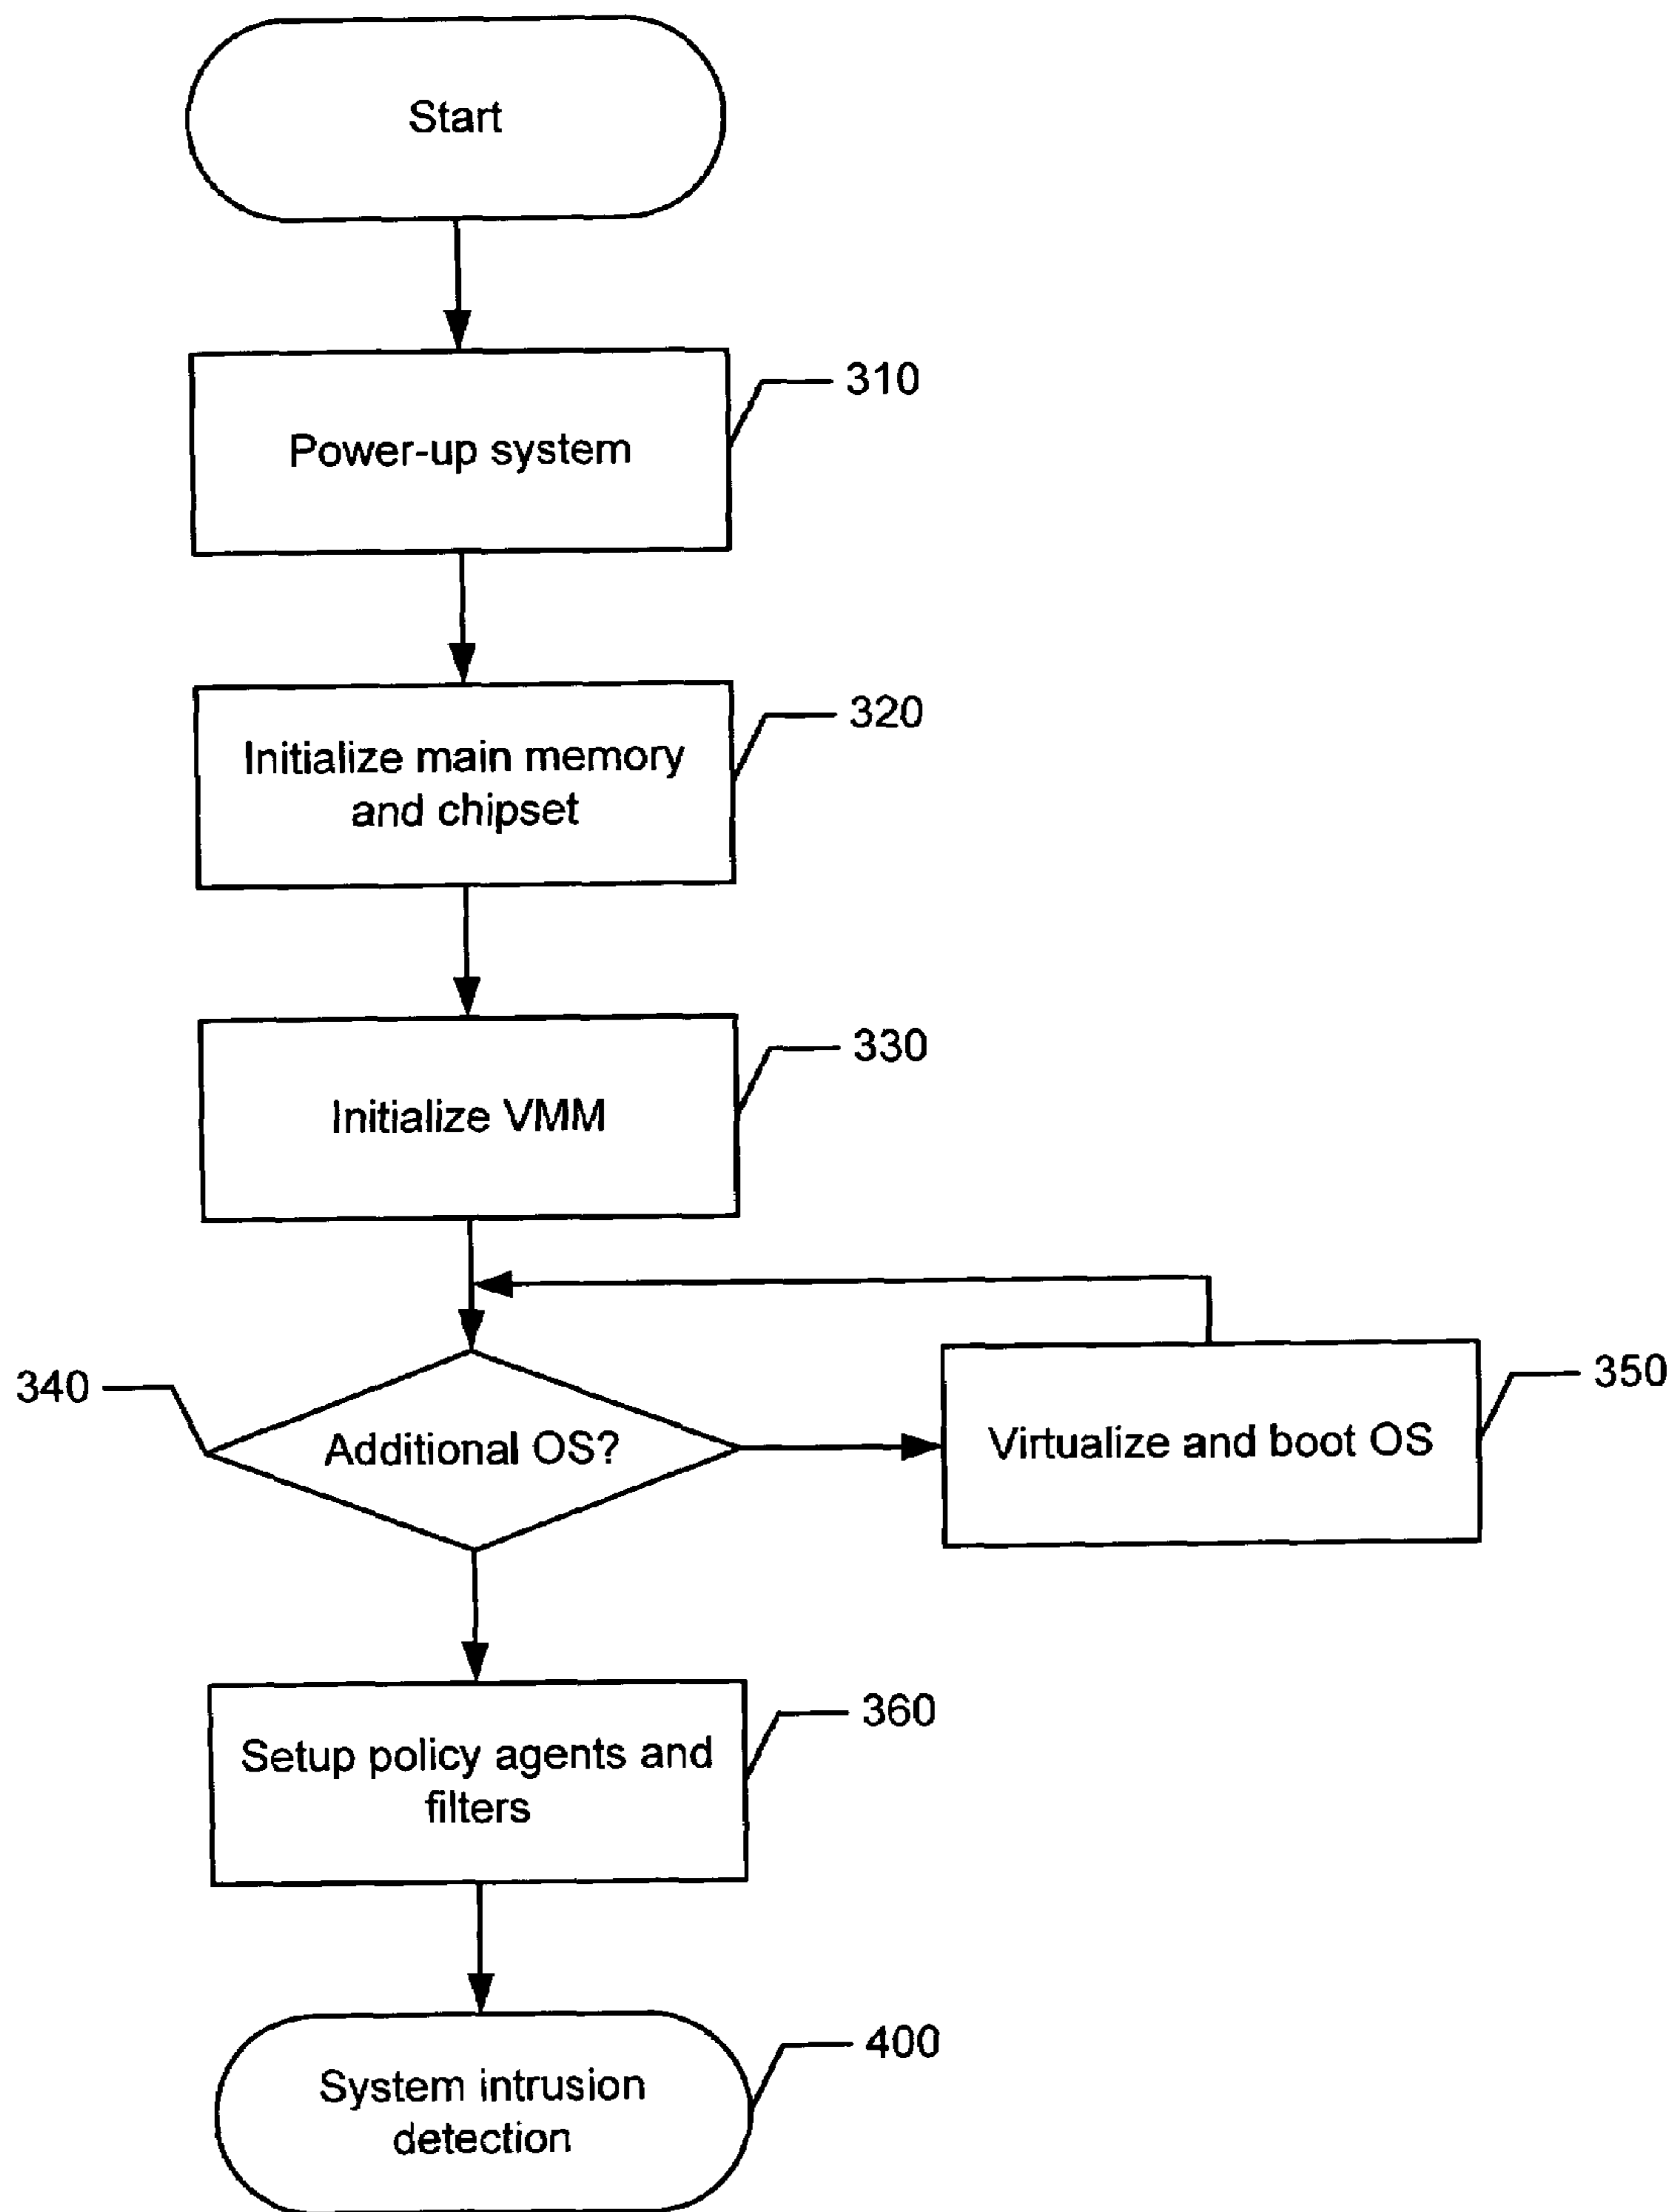 Start
310
Power-up system
320
Initialize main memory
and chipset
330
Initialize VMM
340
Additional OS?
350
Virtualize and boot OS
360
Setup policy agents and
filters
400
System intrusion
detection